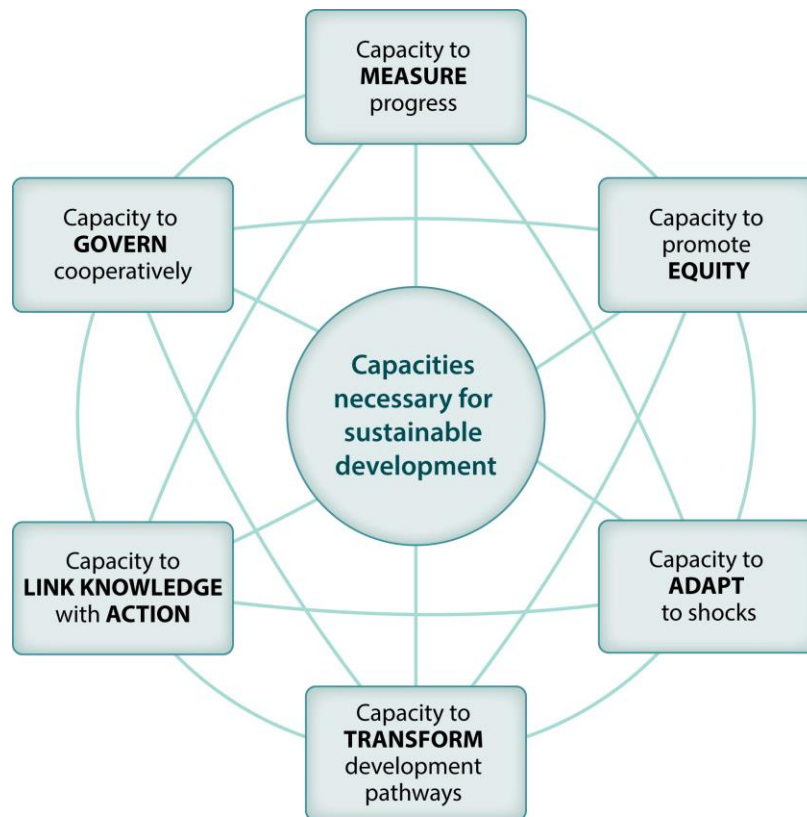 Capacity to
MEASURE
progress
Capacity to
GOVERN
cooperatively
Capacity to
promote
EQUITY
Capacities
necessary for
sustainable
development
Capacity to
LINK KNOWLEDGE
with ACTION
Capacity to
ADAPT
to shocks
Capacity to
TRANSFORM
development
pathways